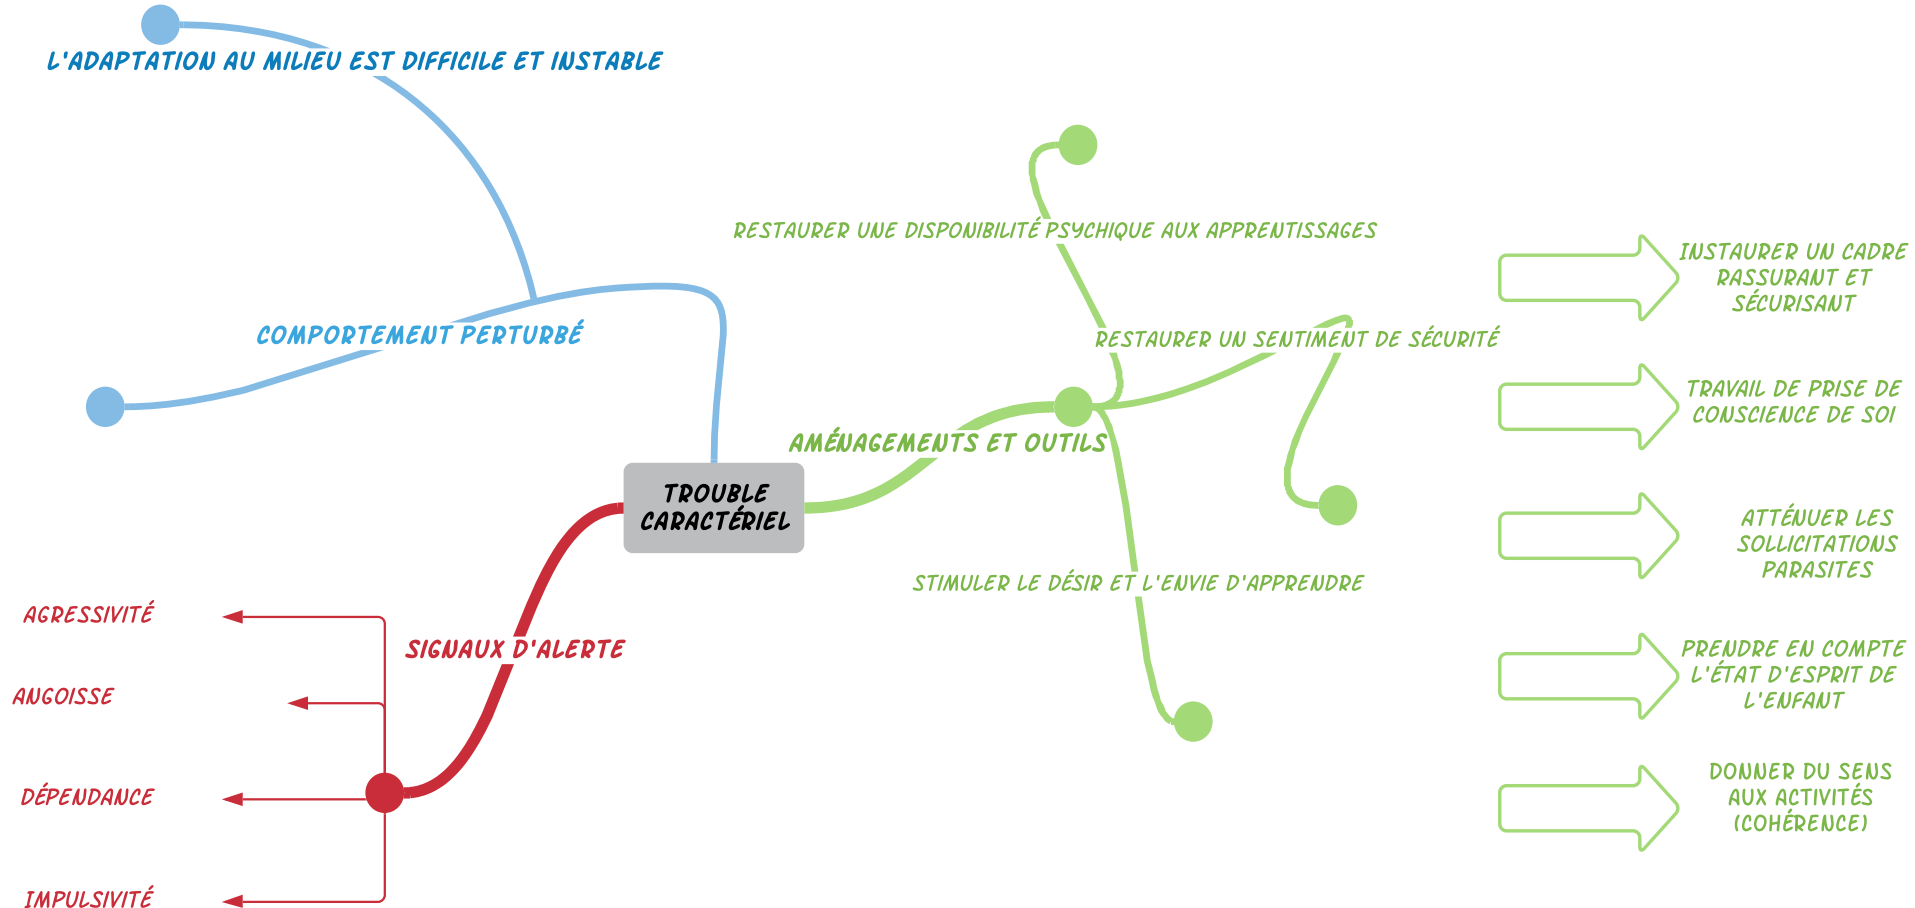 L'ADAPTATION AU MILIEU EST DIFFICILE ET INSTABLE
COMPORTEMENT PERTURBÉ
TROUBLE
CARACTÉRIEL
SIGNAUX D'ALERTE
AGRESSIVITÉ
ANGOISSE
DÉPENDANCE
IMPULSIVITÉ
AMÉNAGEMENTS ET OUTILS
RESTAURER UNE DISPONIBILITÉ PSYCHIQUE AUX APPRENTISSAGES
RESTAURER UN SENTIMENT DE SÉCURITÉ
STIMULER LE DÉSIR ET L'ENVIE D'APPRENDRE
INSTAURER UN CADRE
RASSURANT ET
SÉCURISANT
TRAVAIL DE PRISE DE
CONSCIENCE DE SOI
ATTÉNUER LES
SOLLICITATIONS
PARASITES
PRENDRE EN COMPTE
L'ÉTAT D'ESPRIT DE
L'ENFANT
DONNER DU SENS
AUX ACTIVITÉS
(COHÉRENCE)